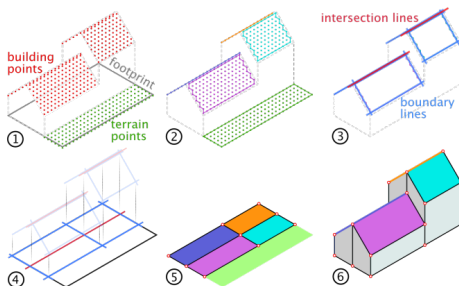 building
points
footprint
terrain
points
1
2
intersection lines
boundary
lines
3
4
5
6